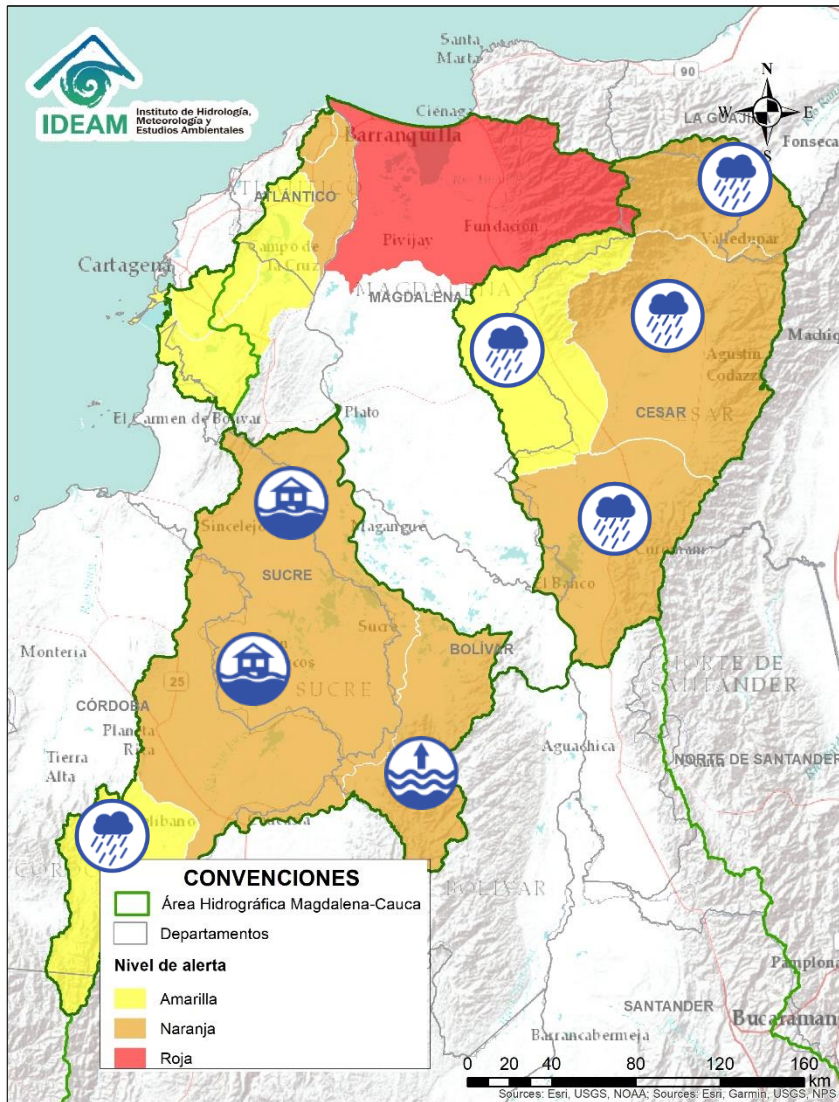 IDEAM
Instituto de Hidrología,
Meteorología y
Estudios Ambientales
Santa
Marta
90
N
W
E
S
LA GUAJIRA
Ciénaga
Fonseca
Barranquilla
ATLÁNTICO
Campo de
la Cruz
Cartagena
Pivijay
Fundación
Valledupar
MAGDALENA
MAGDALENA
Agustín
Codazzi
CESAR
CESAR
El Carmen de Bolívar
Plato
Sincelejo
Magangue
SUCRE
El Banco
Sucre
BOLÍVAR
SUCRE
Montería
25
CÓRDOBA
Planeta
Rica
Tierra
Alta
Aguachica
NORTE DE
SANTANDER
NORTE DE SANTANDER
BOLÍVAR
CONVENCIONES
Área Hidrográfica Magdalena-Cauca
Departamentos
Nivel de alerta
Amarilla
Naranja
Roja
Pamplona
SANTANDER
Bucaramang
Barrancabermeja
0 20 40 80 120 160
km
Sources: Esri, USGS, NOAA; Sources: Esri, Garmin, USGS, NPS